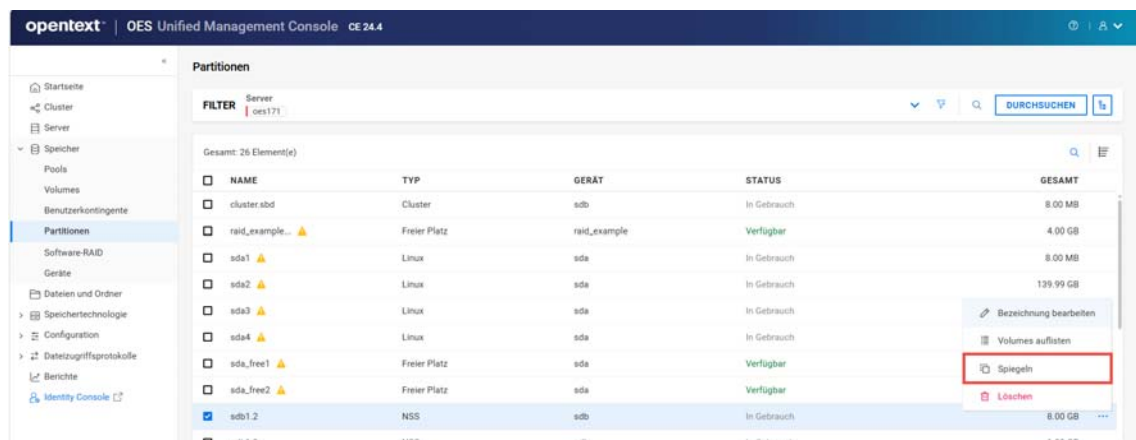 opentext™ | OES Unified Management Console CE 24.4
Partitionen
Startseite
Cluster
Server
Speicher
Pools
Volumes
Benutzerkontingente
Partitionen
Software-RAID
Geräte
Dateien und Ordner
Speichertechnologie
Configuration
Dateizugriffsprotokolle
Berichte
Identity Console
FILTER Server oes171 DURCHSUCHEN
Gesamt: 26 Element(e)
NAME TYP GERÄT STATUS GESAMT
cluster.sbd Cluster sdb In Gebrauch 8.00 MB
raid_example... Freier Platz raid_example Verfügbar 4.00 GB
sda1 Linux sda In Gebrauch 8.00 MB
sda2 Linux sda In Gebrauch 139.99 GB
sda3 Linux sda In Gebrauch
sda4 Linux sda In Gebrauch
sda_free1 Freier Platz sda Verfügbar
sda_free2 Freier Platz sda Verfügbar
sdb1.2 NSS sdb In Gebrauch 8.00 GB ...
Bezeichnung bearbeiten
Volumes auflisten
Spiegeln
Löschen